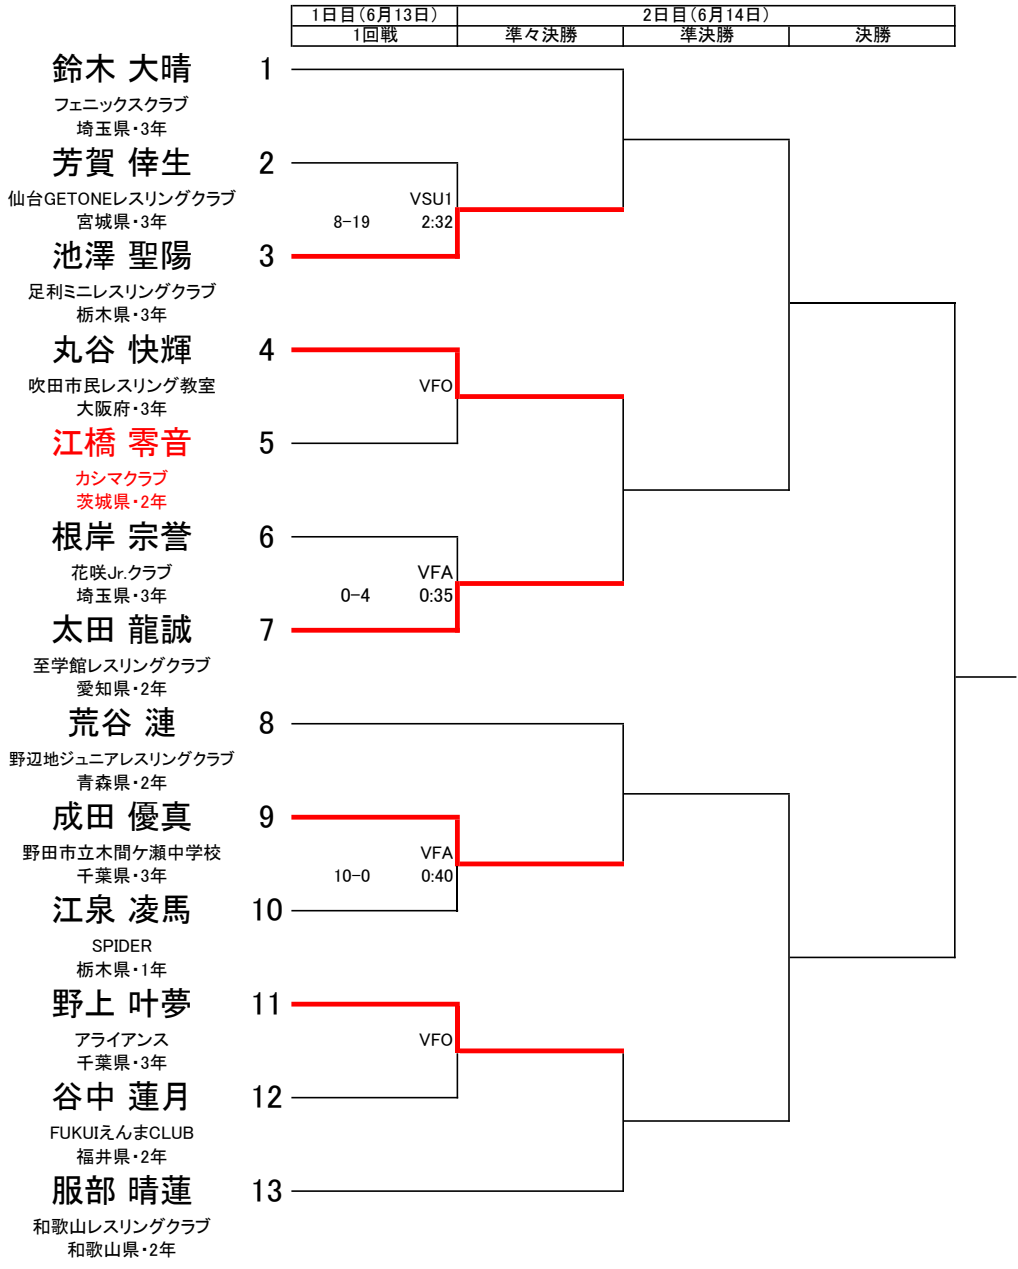 1日目(6月13日) 2日目(6月14日)
1回戦 準々決勝 準決勝 決勝
鈴木 大晴 1
フェニックスクラブ
埼玉県・3年
芳賀 倖生 2
仙台GETONEレスリングクラブ VSU1
宮城県・3年 8-19 2:32
池澤 聖陽 3
足利ミニレスリングクラブ
栃木県・3年
丸谷 快輝 4
吹田市民レスリング教室 VFO
大阪府・3年
江橋 零音 5
カシマクラブ
茨城県・2年
根岸 宗誉 6
花咲Jr.クラブ VFA
埼玉県・3年 0-4 0:35
太田 龍誠 7
至学館レスリングクラブ
愛知県・2年
荒谷 漣 8
野辺地ジュニアレスリングクラブ
青森県・2年
成田 優真 9
野田市立木間ケ瀬中学校 VFA
千葉県・3年 10-0 0:40
江泉 凌馬 10
SPIDER
栃木県・1年
野上 叶夢 11
アライアンス VFO
千葉県・3年
谷中 蓮月 12
FUKUIえんまCLUB
福井県・2年
服部 晴蓮 13
和歌山レスリングクラブ
和歌山県・2年